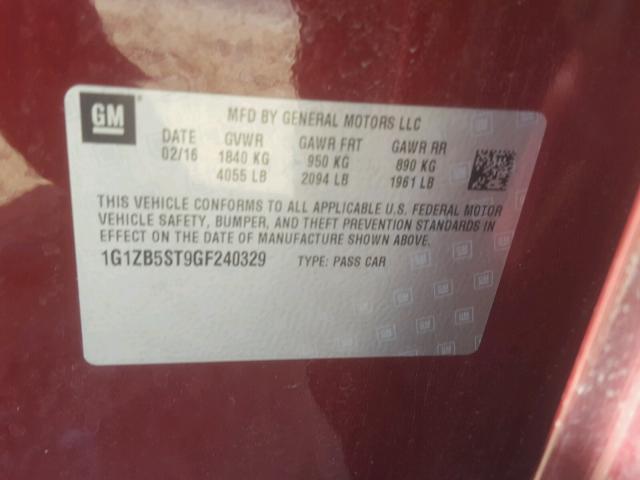 GM
MFD BY GENERAL MOTORS LLC
DATE GVWR GAWR FRT GAWR RR
02/16 1840 KG 950 KG 890 KG
4055 LB 2094 LB 1961 LB
THIS VEHICLE CONFORMS TO ALL APPLICABLE U.S. FEDERAL MOTOR
VEHICLE SAFETY, BUMPER, AND THEFT PREVENTION STANDARDS IN
EFFECT ON THE DATE OF MANUFACTURE SHOWN ABOVE.
1G1ZB5ST9GF240329 TYPE: PASS CAR